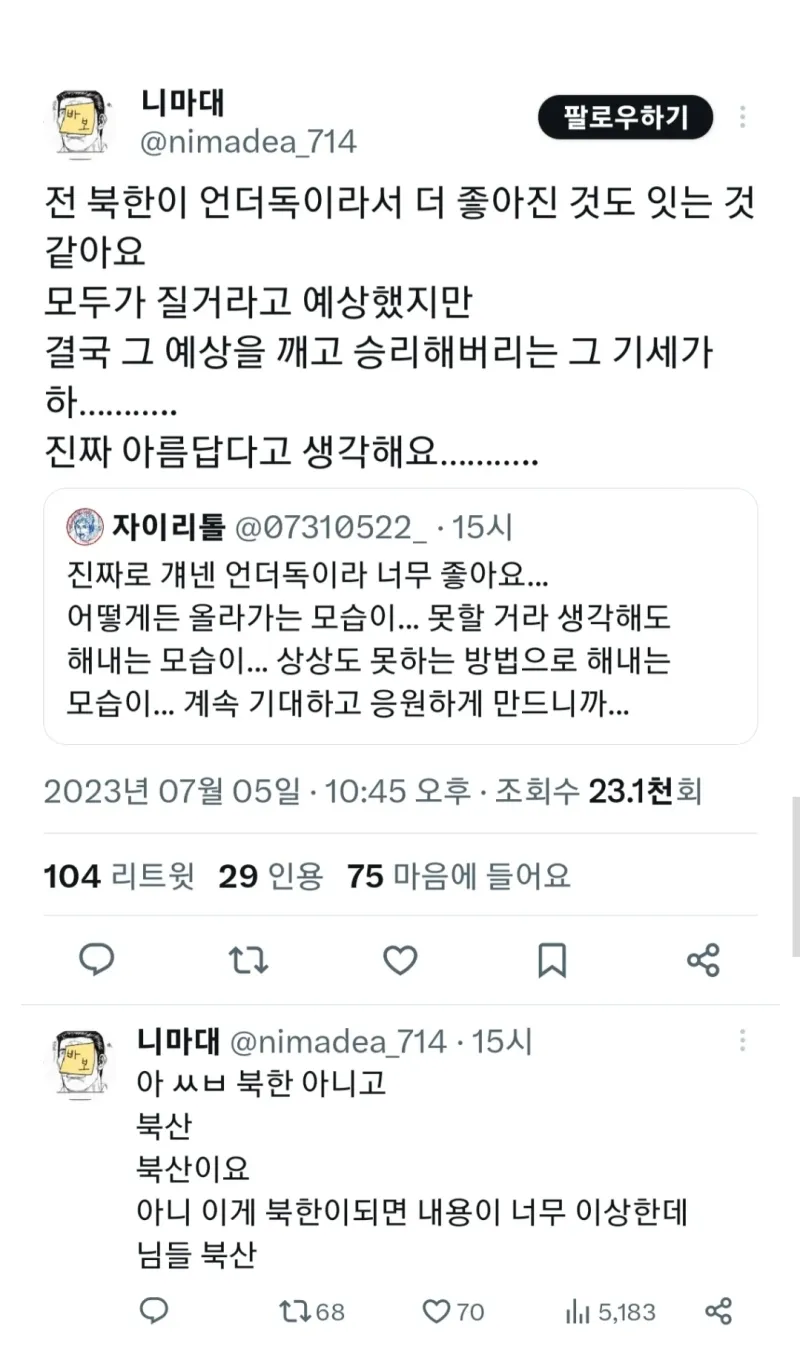 니마대
@nimadea_714
팔로우하기
전 북한이 언더독이라서 더 좋아진 것도 잇는 것
같아요
모두가 질거라고 예상했지만
결국 그 예상을 깨고 승리해버리는 그 기세가
하...........
진짜 아름답다고 생각해요...........
자이리톨 @07310522_ · 15시
진짜로 걔넨 언더독이라 너무 좋아요...
어떻게든 올라가는 모습이... 못할 거라 생각해도
해내는 모습이... 상상도 못하는 방법으로 해내는
모습이... 계속 기대하고 응원하게 만드니까...
2023년 07월 05일 · 10:45 오후 · 조회수 23.1천회
104 리트윗 29 인용 75 마음에 들어요
바보
니마대 @nimadea_714 · 15시
아 ㅆㅂ 북한 아니고
북산
북산이요
아니 이게 북한이되면 내용이 너무 이상한데
님들 북산
68 70 5,183